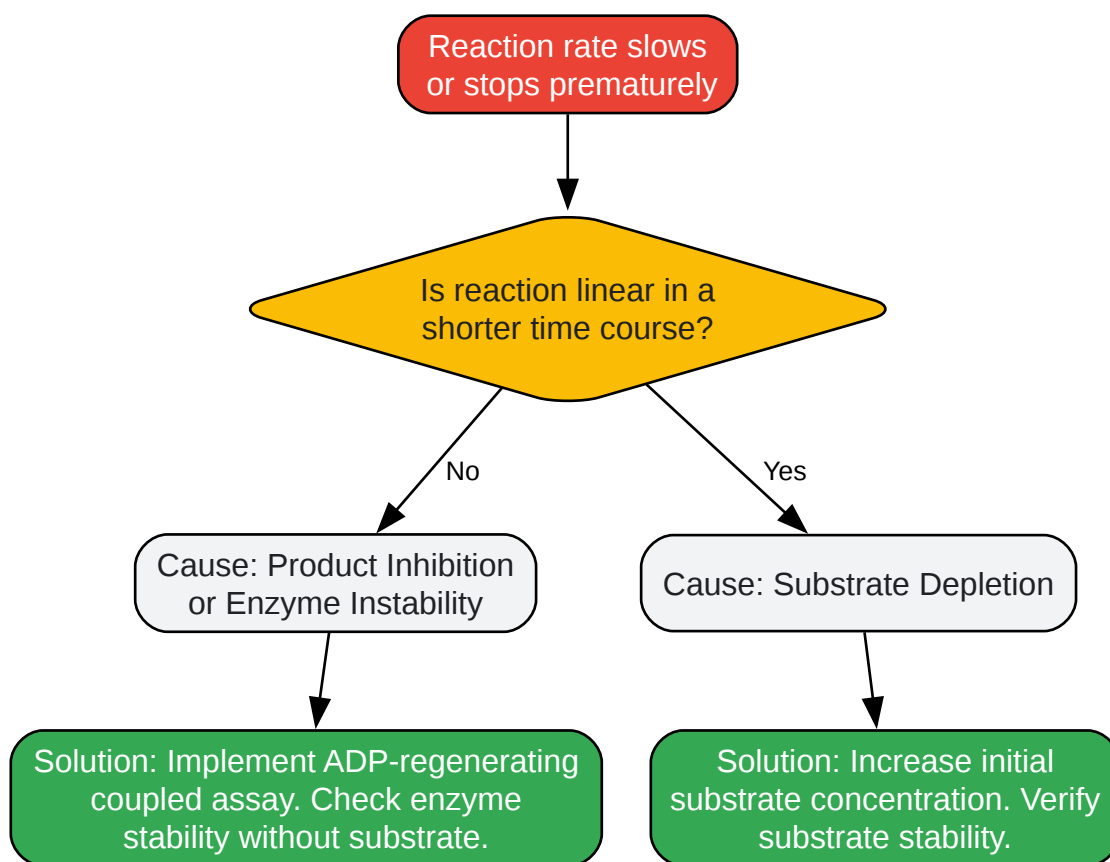 Reaction rate slows
or stops prematurely
Is reaction linear in a
shorter time course?
No
Yes
Cause: Product Inhibition
or Enzyme Instability
Cause: Substrate Depletion
Solution: Implement ADP-regenerating
coupled assay. Check enzyme
stability without substrate.
Solution: Increase initial
substrate concentration. Verify
substrate stability.